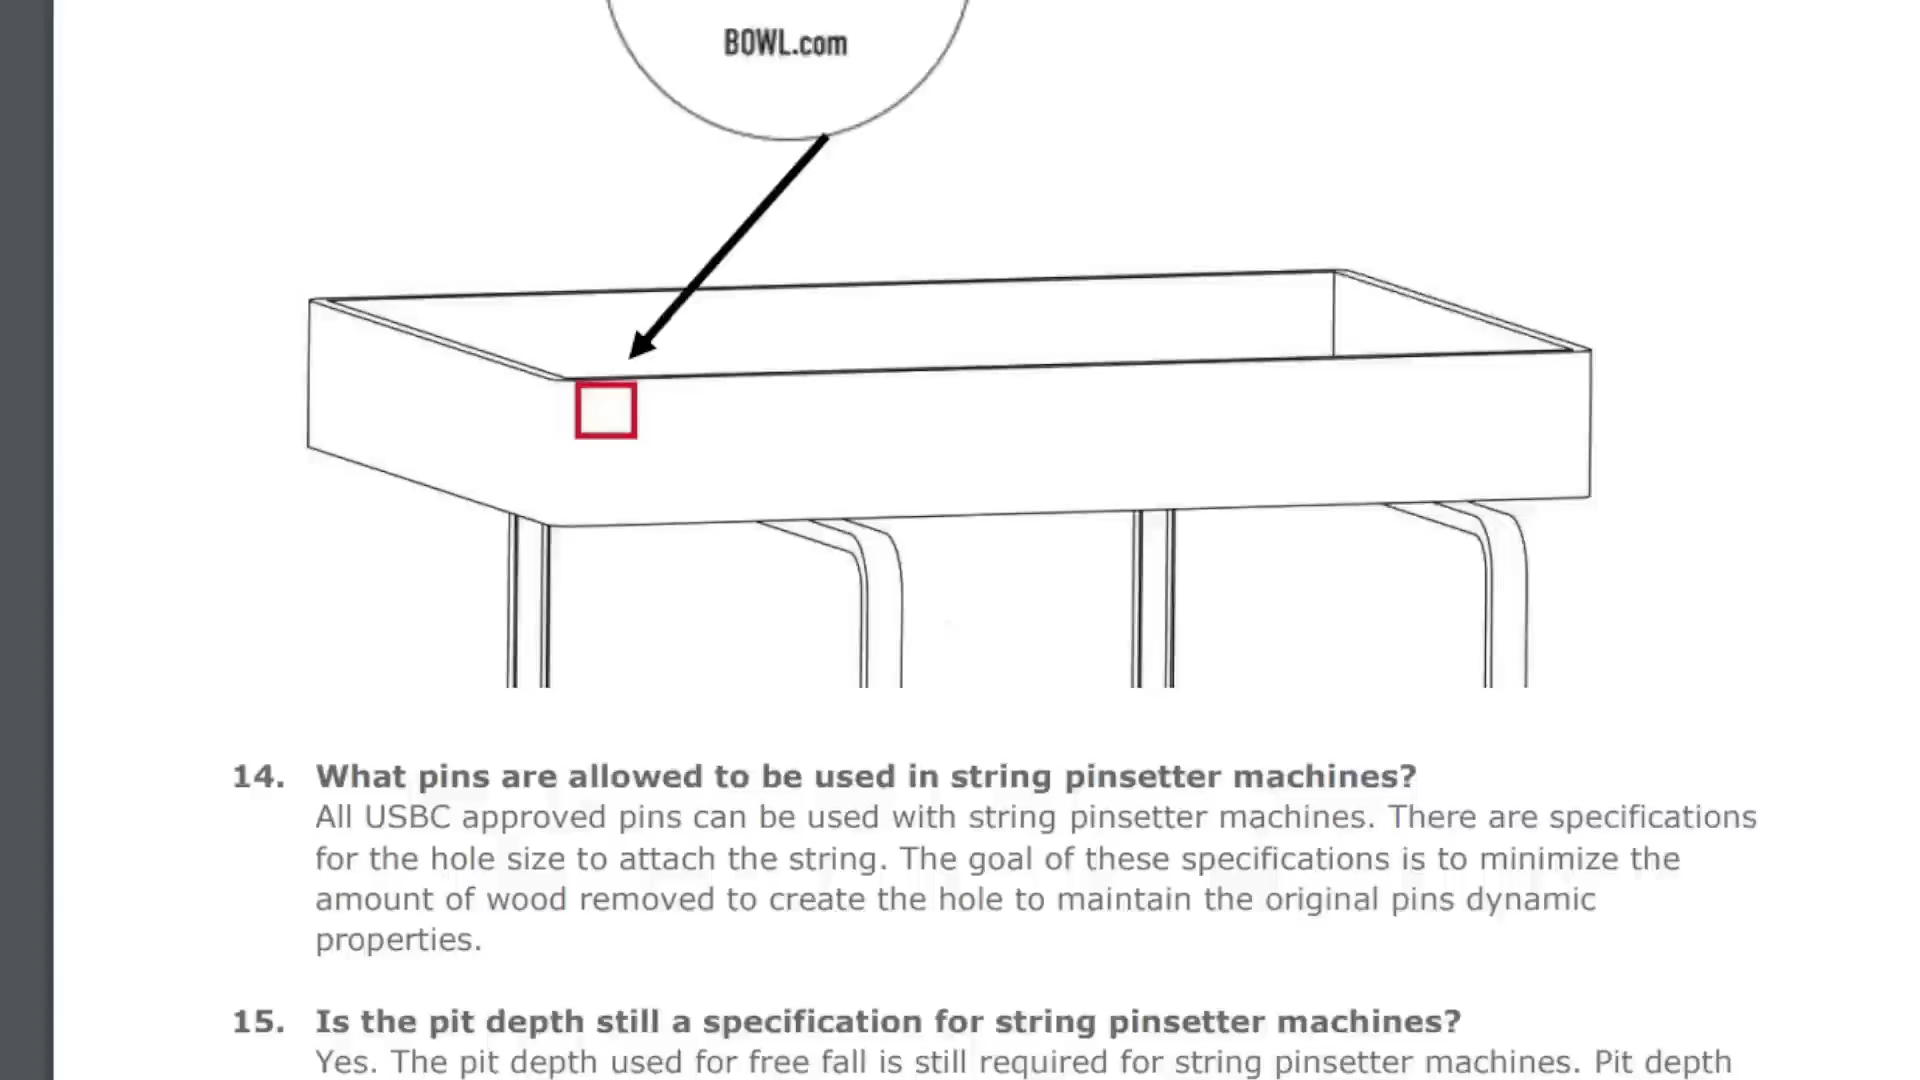 BOWL.com
14. What pins are allowed to be used in string pinsetter machines?
All USBC approved pins can be used with string pinsetter machines. There are specifications
for the hole size to attach the string. The goal of these specifications is to minimize the
amount of wood removed to create the hole to maintain the original pins dynamic
properties.
15. Is the pit depth still a specification for string pinsetter machines?
Yes. The pit depth used for free fall is still required for string pinsetter machines. Pit depth